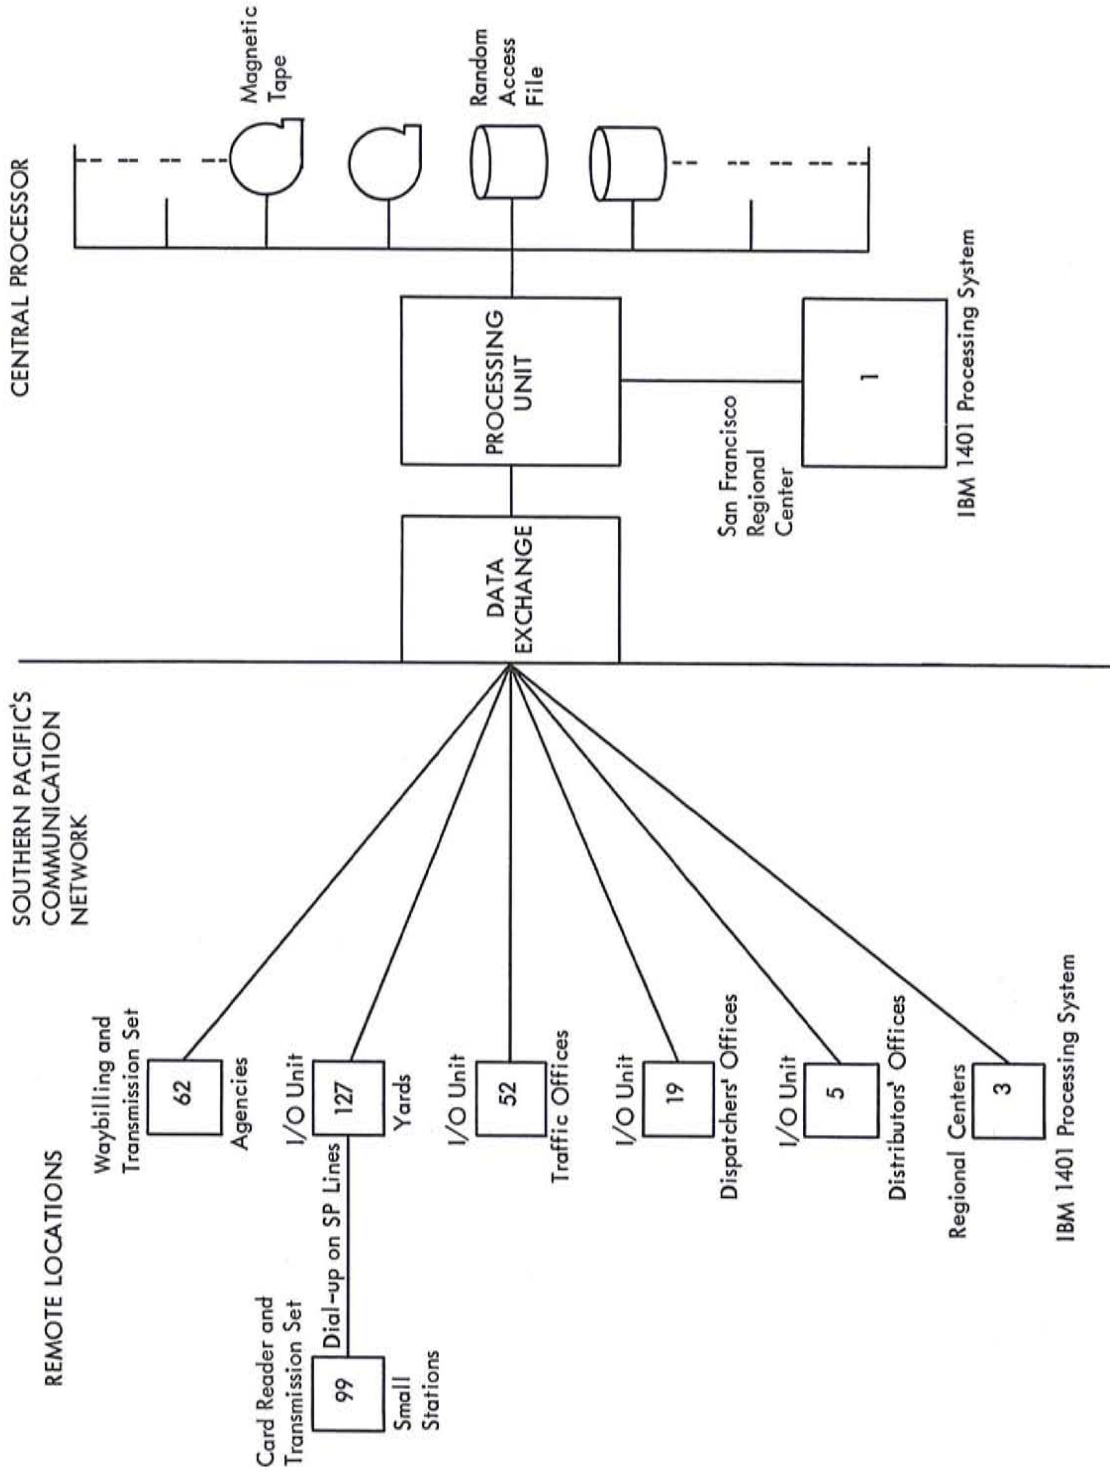 REMOTE LOCATIONS
SOUTHERN PACIFIC'S
COMMUNICATION
NETWORK
CENTRAL PROCESSOR
Waybilling and
Transmission Set
62
Agencies
Card Reader and
Transmission Set
99
Small
Stations
Dial-up on SP Lines
I/O Unit
127
Yards
I/O Unit
52
Traffic Offices
I/O Unit
19
Dispatchers' Offices
I/O Unit
5
Distributors' Offices
Regional Centers
3
IBM 1401 Processing System
DATA
EXCHANGE
PROCESSING
UNIT
Magnetic
Tape
Random
Access
File
San Francisco
Regional
Center
1
IBM 1401 Processing System